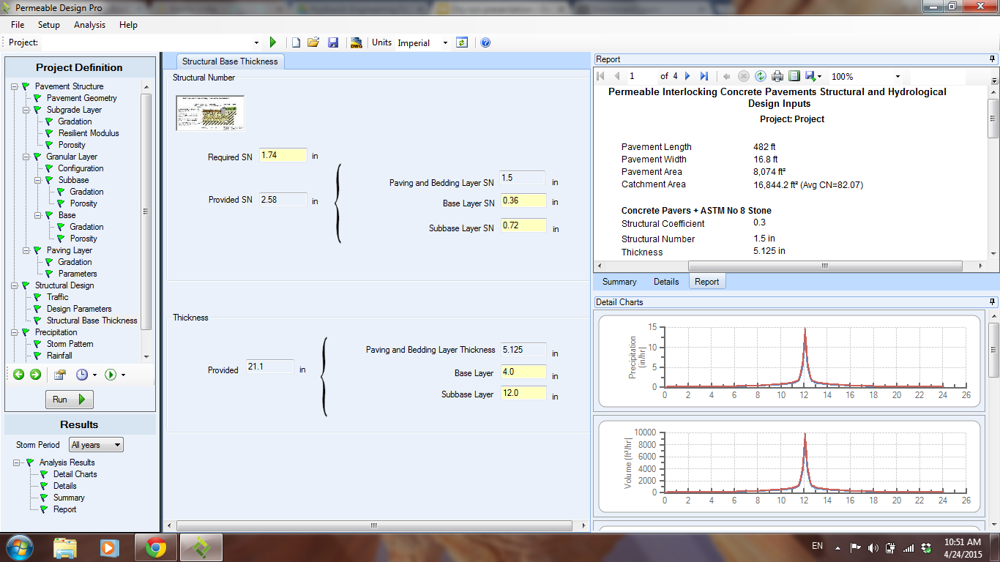 Permeable Design Pro
File Setup Analysis Help
Project: Units Imperial
Project Definition
Pavement Structure
Pavement Geometry
Subgrade Layer
Gradation
Resilient Modulus
Porosity
Granular Layer
Configuration
Subbase
Gradation
Porosity
Base
Gradation
Porosity
Paving Layer
Gradation
Parameters
Structural Design
Traffic
Design Parameters
Structural Base Thickness
Precipitation
Storm Pattern
Rainfall
Run
Results
Storm Period All years
Analysis Results
Detail Charts
Details
Summary
Report
Structural Base Thickness
Structural Number
Required SN 1.74 in
Provided SN 2.58 in
Paving and Bedding Layer SN 1.5 in
Base Layer SN 0.36 in
Subbase Layer SN 0.72 in
Thickness
Provided 21.1 in
Paving and Bedding Layer Thickness 5.125 in
Base Layer 4.0 in
Subbase Layer 12.0 in
Report
1 of 4 100%
Permeable Interlocking Concrete Pavements Structural and Hydrological
Design Inputs
Project: Project
Pavement Length 482 ft
Pavement Width 16.8 ft
Pavement Area 8,074 ft²
Catchment Area 16,844.2 ft² (Avg CN=82.07)
Concrete Pavers + ASTM No 8 Stone
Structural Coefficient 0.3
Structural Number 1.5 in
Thickness 5.125 in
Summary Details Report
Detail Charts
Precipitation
(in/hr|
15
10
5
0
0 2 4 6 8 10 12 14 16 18 20 22 24 26
Volume (ft³/hr|
10000
8000
6000
4000
2000
0
0 2 4 6 8 10 12 14 16 18 20 22 24 26
EN
10:51 AM
4/24/2015